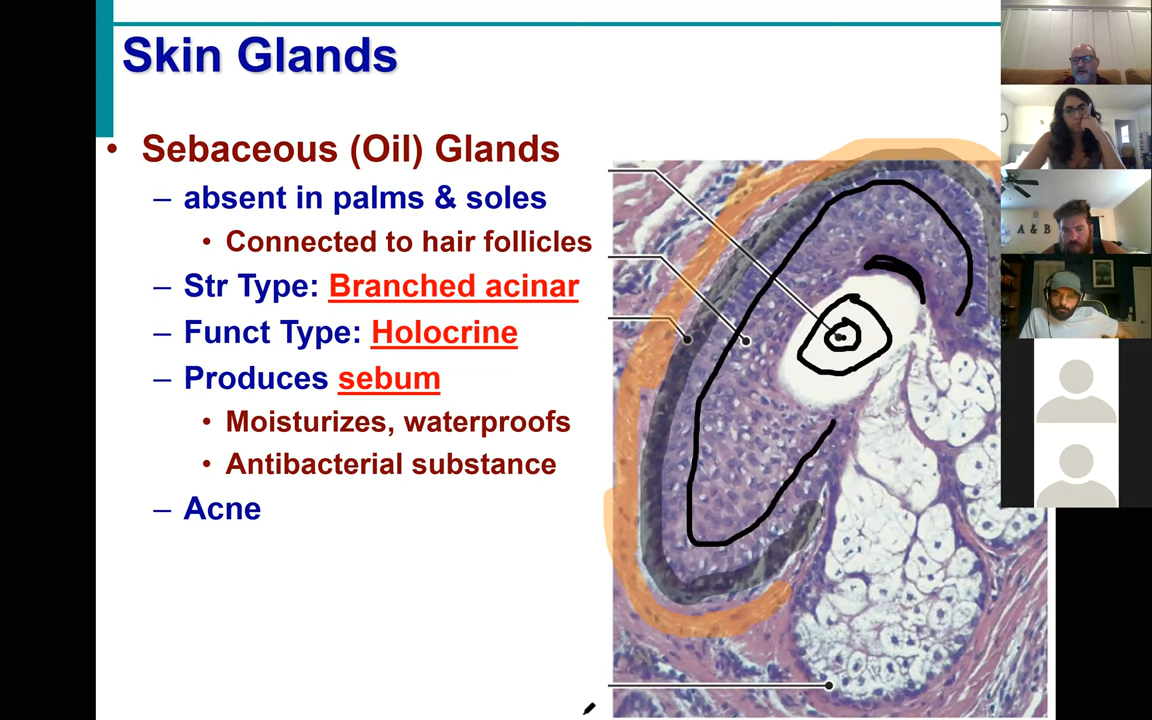 Skin Glands
• Sebaceous (Oil) Glands
– absent in palms & soles
• Connected to hair follicles
– Str Type: Branched acinar
– Funct Type: Holocrine
– Produces sebum
• Moisturizes, waterproofs
• Antibacterial substance
– Acne
A & B